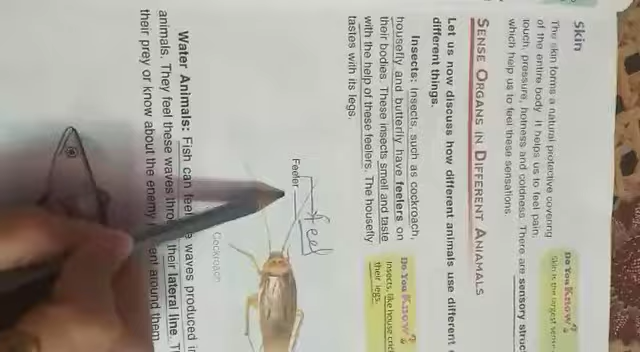 Skin
The skin forms a natural protective covering
of the entire body. It helps us to feel pain,
touch, pressure, hotness and coldness. There are sensory struc
which help us to feel these sensations.
Do You Know?
Skin is the largest sens
SENSE ORGANS IN DIFFERENT ANIAMALS
Let us now discuss how different animals use different
different things.
Insects: Insects, such as cockroach,
housefly and butterfly have feelers on
their bodies. These insects smell and taste
with the help of these feelers. The housefly
tastes with its legs.
Do You Know?
Insects, like house
their legs.
feel
Feeler
Cockroach
Water Animals: Fish can feel waves produced in
animals. They feel these waves their lateral line. T
their prey or know about the enemy around them.